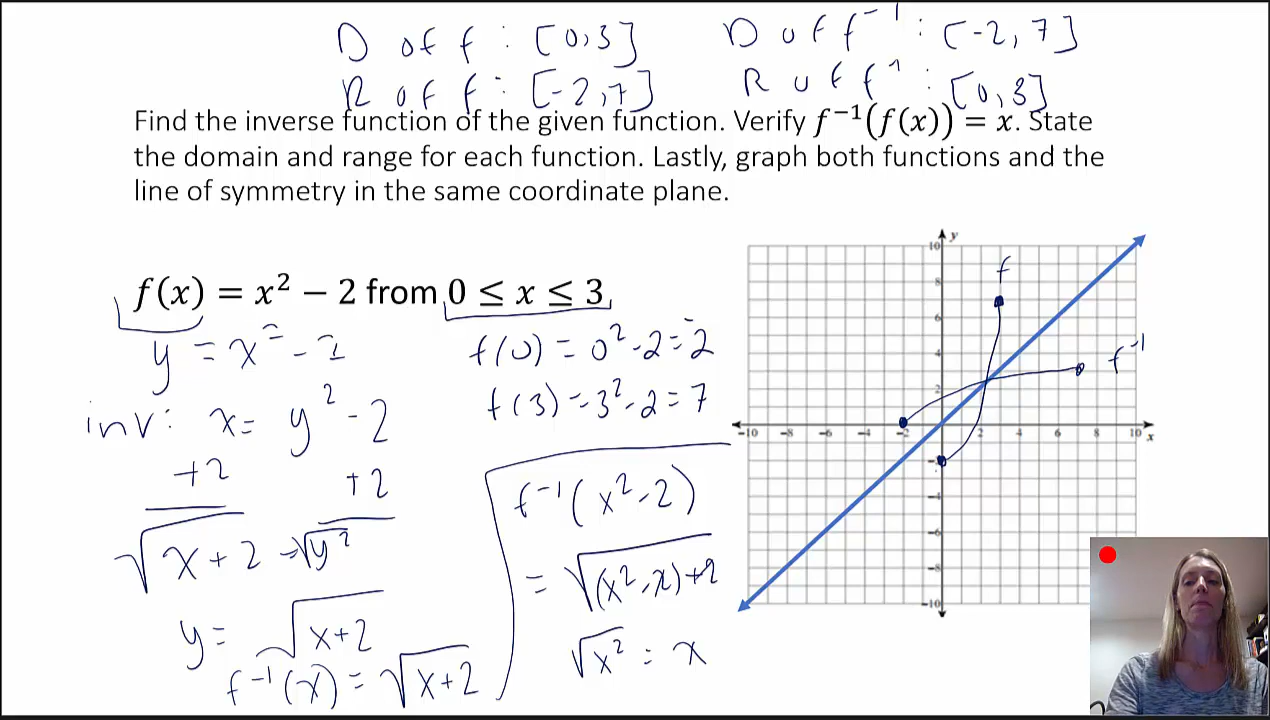 D of f : [0,3]    D of f⁻¹ : [-2, 7]
R of f : [-2,7]    R of f⁻¹ : [0, 3]
Find the inverse function of the given function. Verify f⁻¹(f(x)) = x. State
the domain and range for each function. Lastly, graph both functions and the
line of symmetry in the same coordinate plane.
f(x) = x² − 2 from 0 ≤ x ≤ 3
y = x² - 2
inv: x = y² - 2
+2 +2
√x+2 = √y²
y = √x+2
f⁻¹(x) = √x+2
f(0) = 0² - 2 = -2
f(3) = 3² - 2 = 7
f⁻¹(x² - 2)
= √(x² - 2) + 2
√x² = x
y
10
8
6
4
2
-10 -8 -6 -4 -2 2 4 6 8 10 x
-4
-6
-8
-10
f
f⁻¹